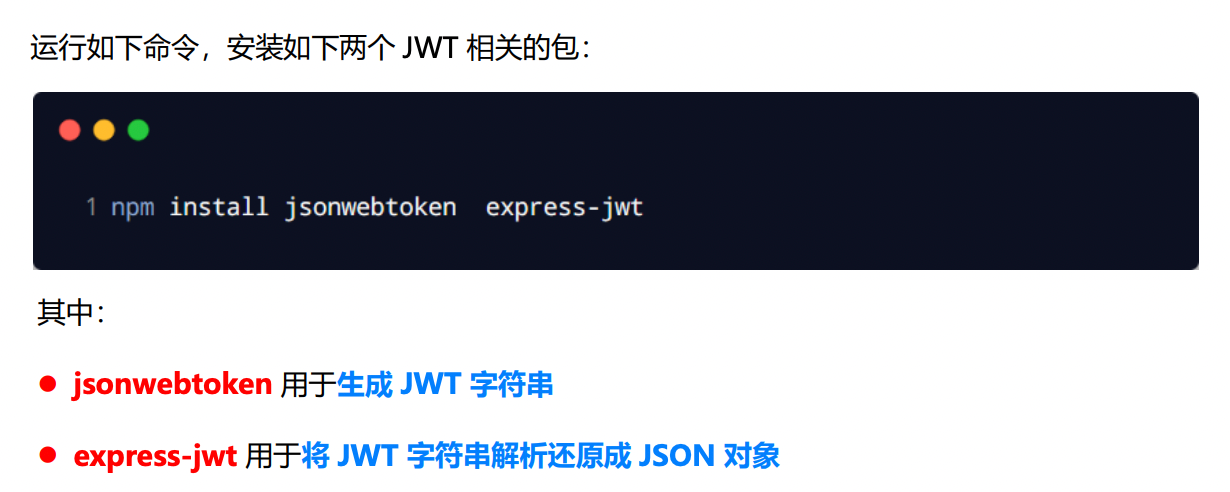 运行如下命令，安装如下两个 JWT 相关的包：
1 npm install jsonwebtoken  express-jwt
其中：
● jsonwebtoken 用于生成 JWT 字符串
● express-jwt 用于将 JWT 字符串解析还原成 JSON 对象